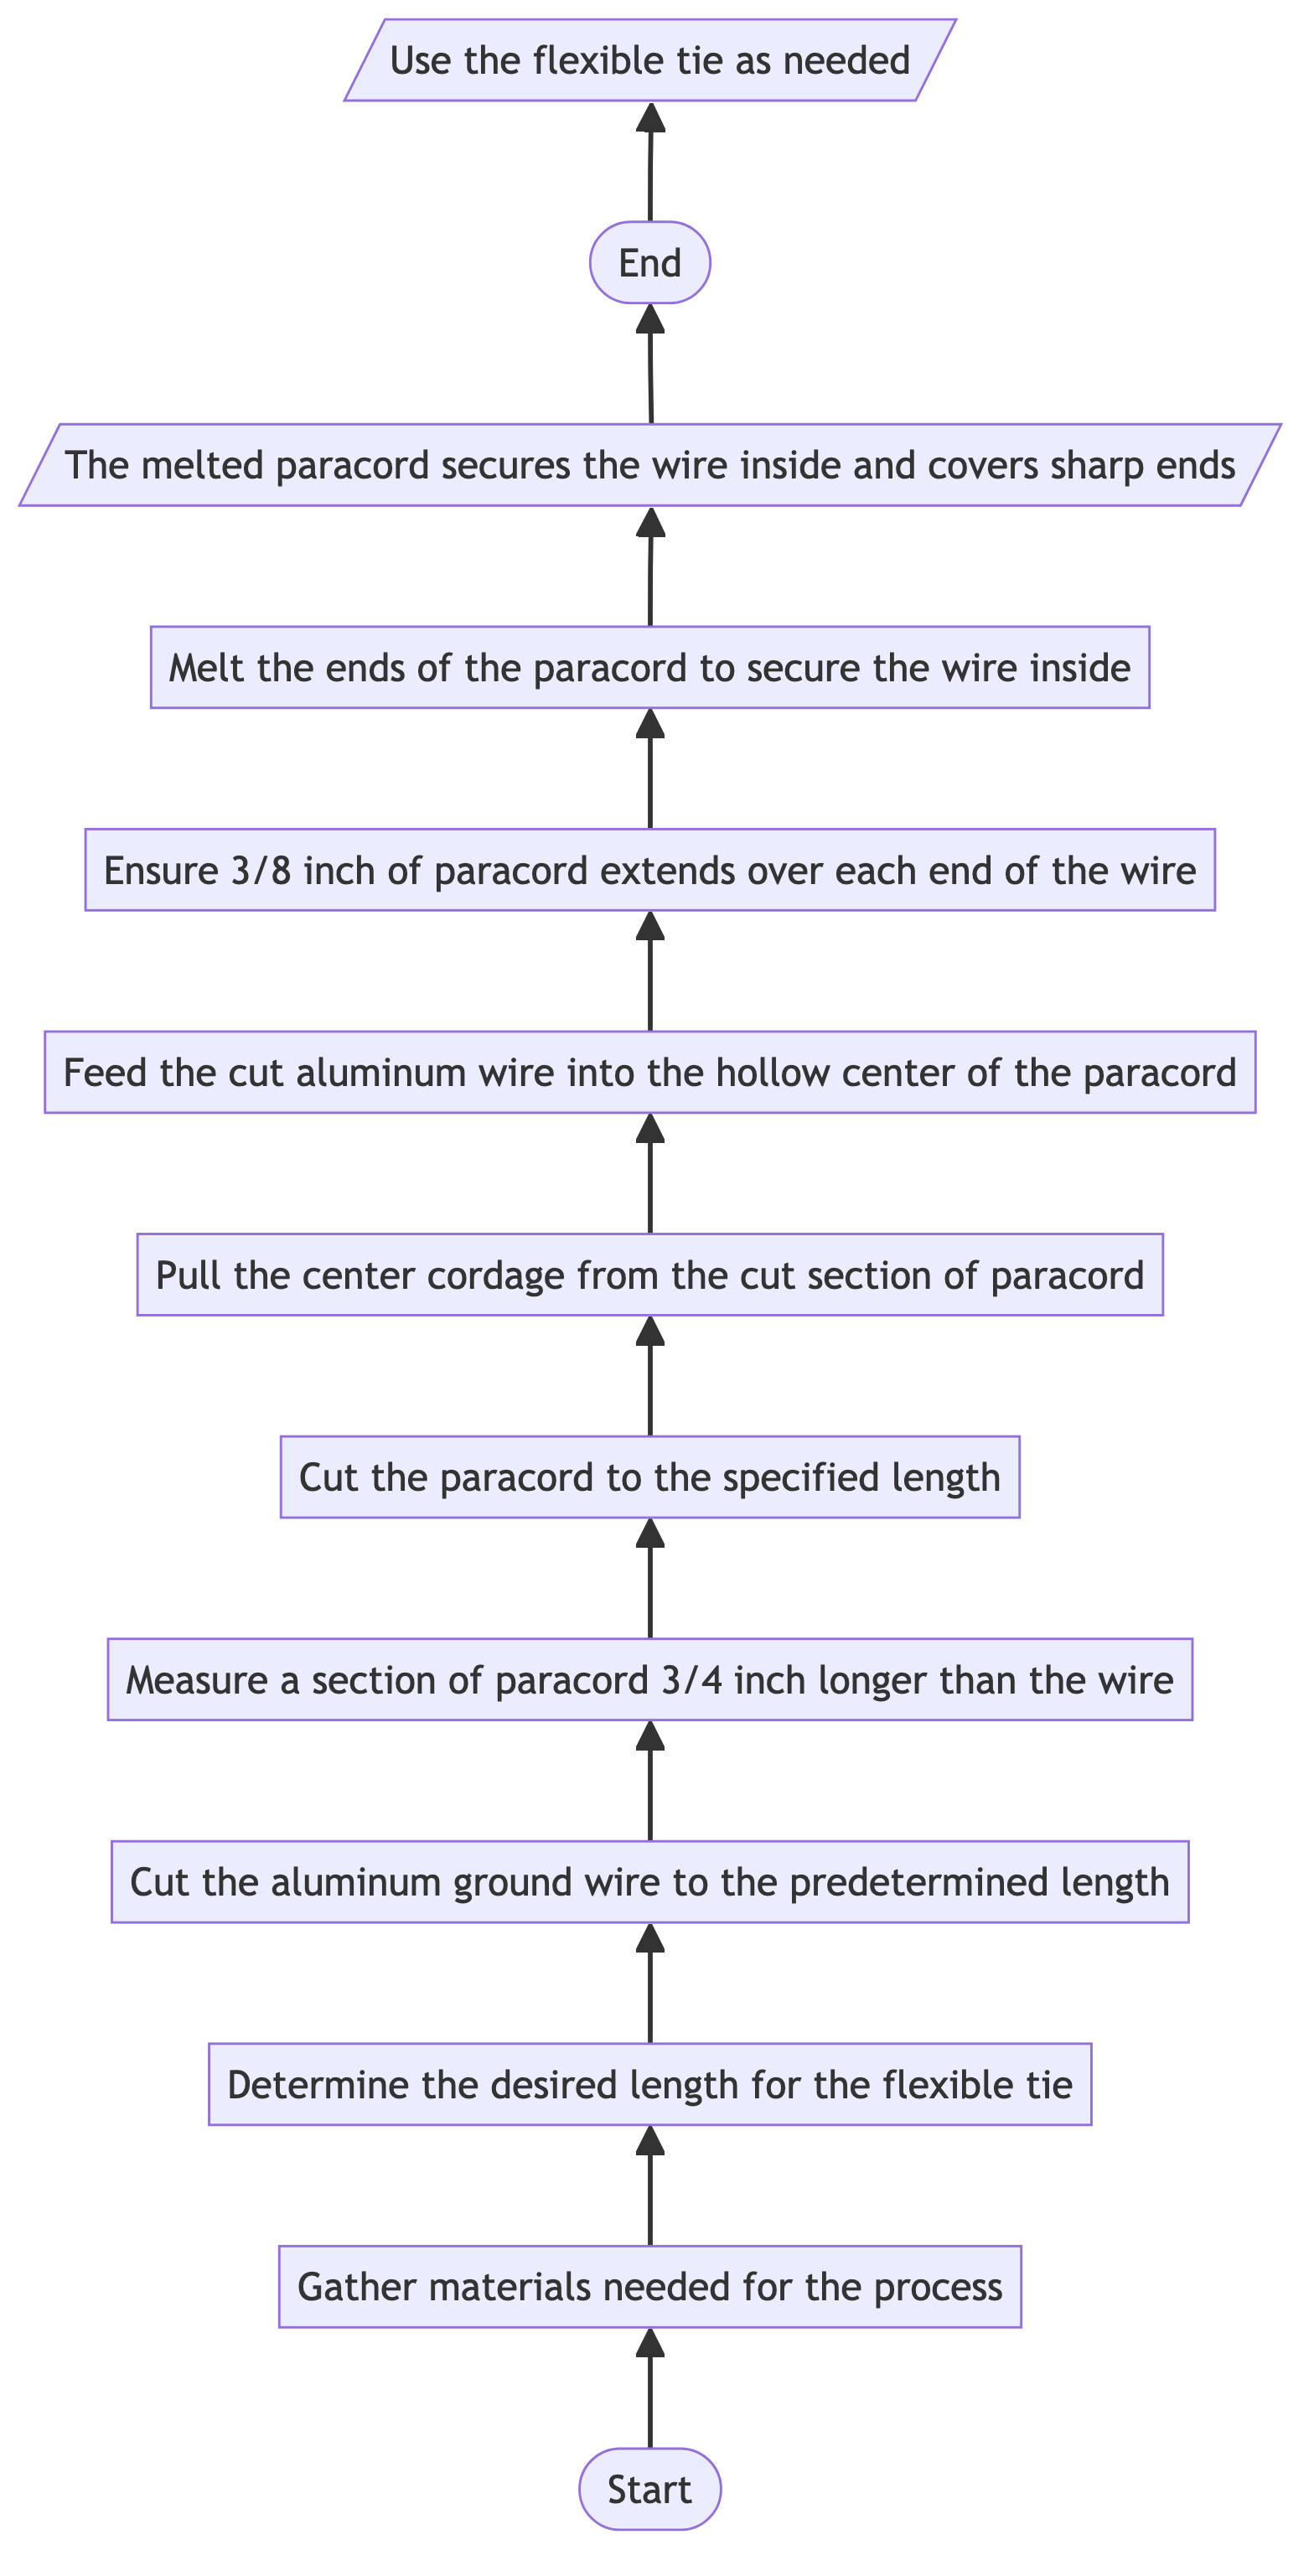 Use the flexible tie as needed
End
The melted paracord secures the wire inside and covers sharp ends
Melt the ends of the paracord to secure the wire inside
Ensure 3/8 inch of paracord extends over each end of the wire
Feed the cut aluminum wire into the hollow center of the paracord
Pull the center cordage from the cut section of paracord
Cut the paracord to the specified length
Measure a section of paracord 3/4 inch longer than the wire
Cut the aluminum ground wire to the predetermined length
Determine the desired length for the flexible tie
Gather materials needed for the process
Start